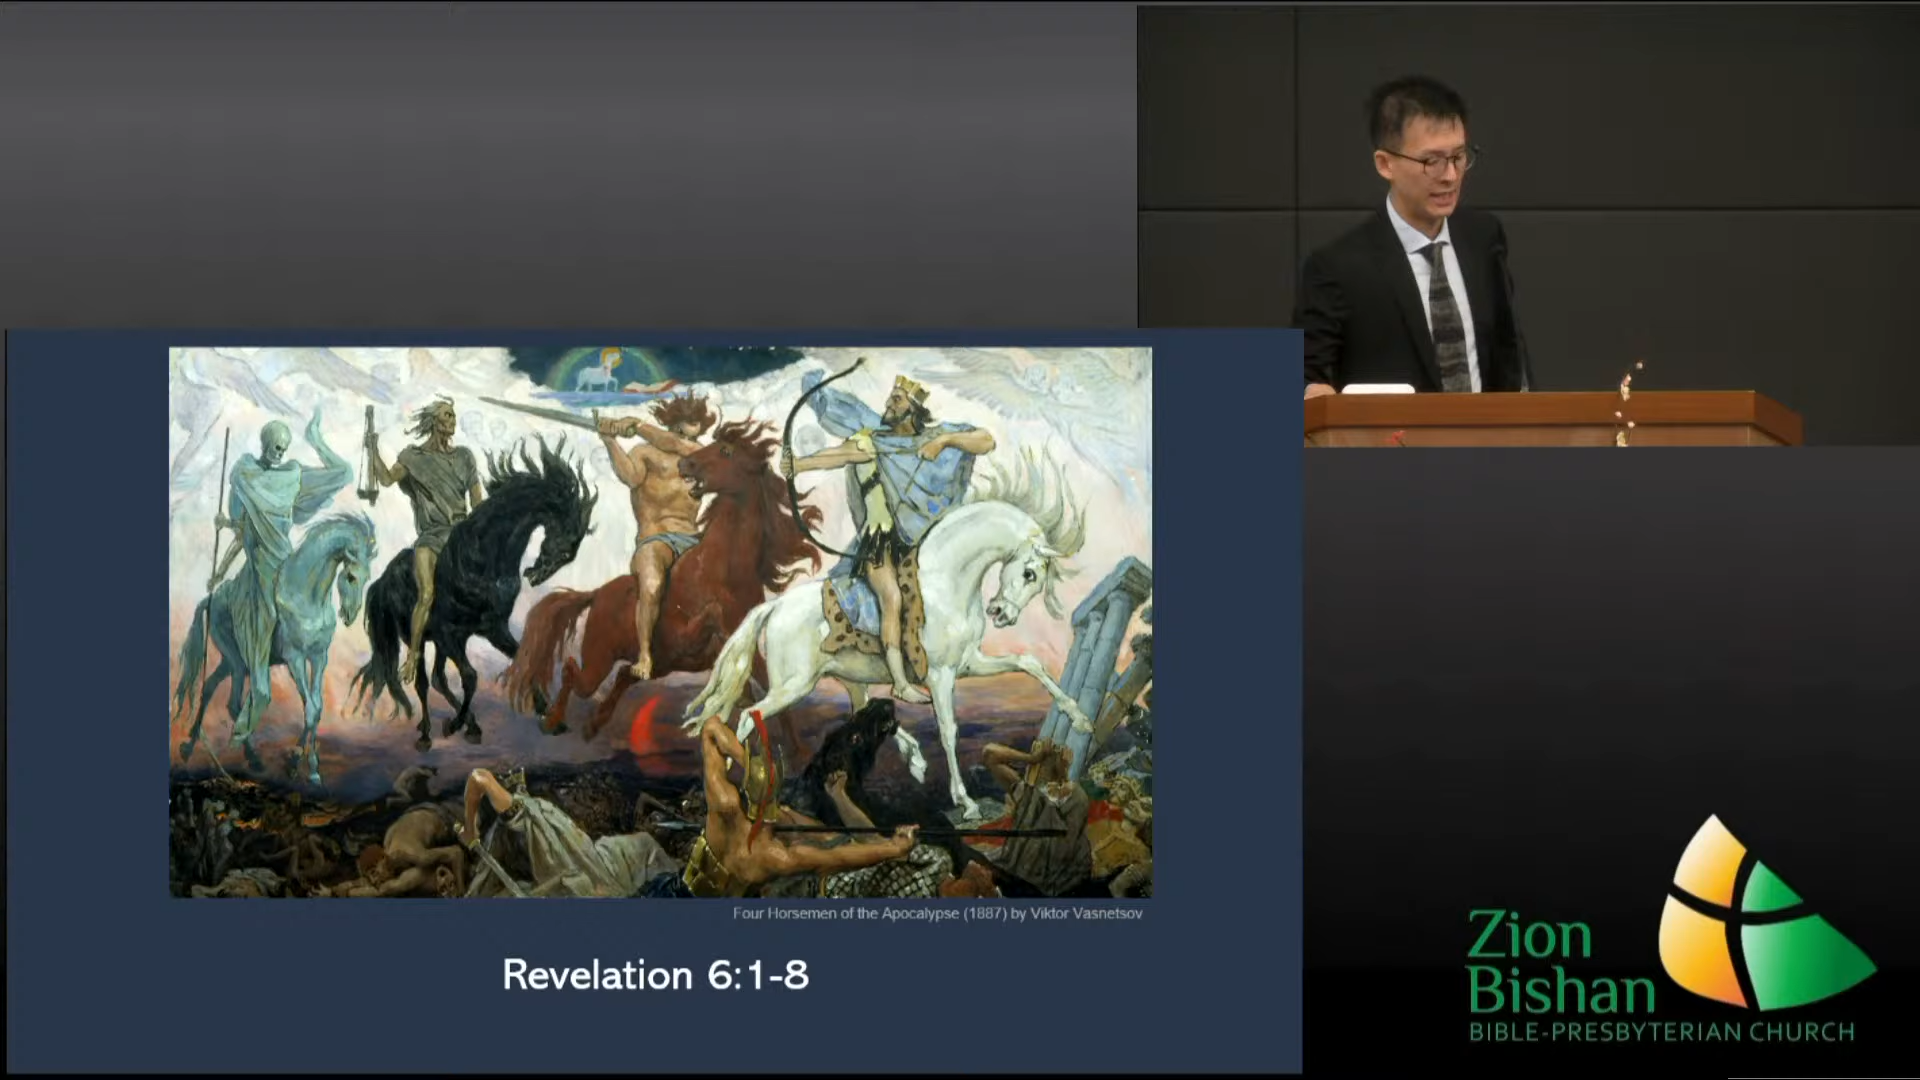 Four Horsemen of the Apocalypse (1887) by Viktor Vasnetsov
Revelation 6:1-8
Zion
Bishan
BIBLE-PRESBYTERIAN CHURCH